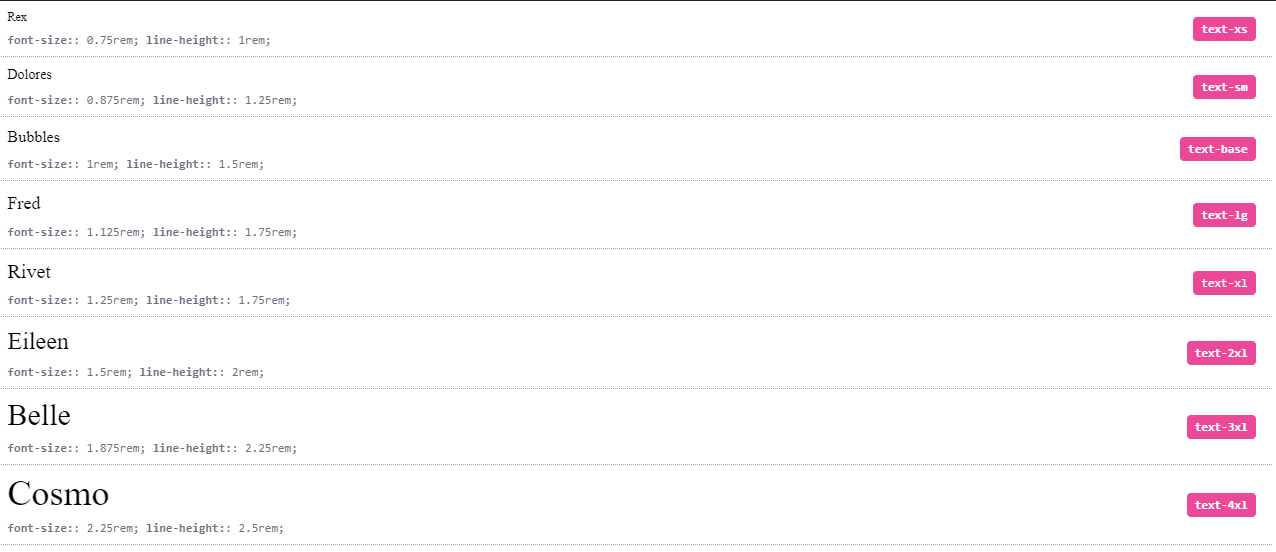 Rex
font-size:: 0.75rem; line-height:: 1rem;
text-xs
Dolores
font-size:: 0.875rem; line-height:: 1.25rem;
text-sm
Bubbles
font-size:: 1rem; line-height:: 1.5rem;
text-base
Fred
font-size:: 1.125rem; line-height:: 1.75rem;
text-lg
Rivet
font-size:: 1.25rem; line-height:: 1.75rem;
text-xl
Eileen
font-size:: 1.5rem; line-height:: 2rem;
text-2xl
Belle
font-size:: 1.875rem; line-height:: 2.25rem;
text-3xl
Cosmo
font-size:: 2.25rem; line-height:: 2.5rem;
text-4xl